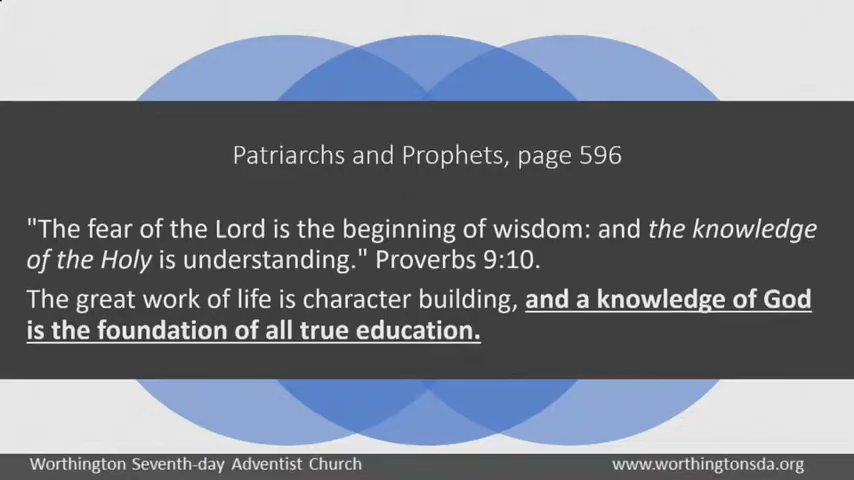 Patriarchs and Prophets, page 596
"The fear of the Lord is the beginning of wisdom: and the knowledge
of the Holy is understanding." Proverbs 9:10.
The great work of life is character building, and a knowledge of God
is the foundation of all true education.
Worthington Seventh-day Adventist Church
www.worthingtonsda.org